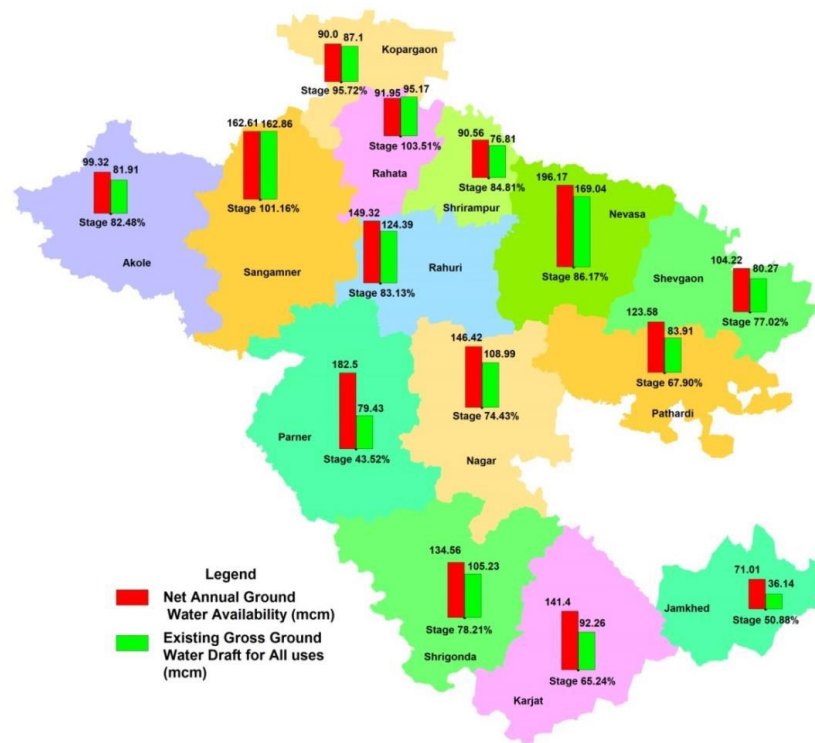 90.0 87.1
Kopargaon
Stage 95.72%
91.95 95.17
Stage 103.51%
Rahata
162.61 162.86
Stage 101.16%
Sangamner
99.32 81.91
Stage 82.48%
Akole
90.56 76.81
Stage 84.81%
Shrirampur
196.17 169.04
Nevasa
Stage 86.17%
149.32 124.39
Rahuri
Stage 83.13%
104.22 80.27
Shevgaon
Stage 77.02%
123.58 83.91
Stage 67.90%
Pathardi
146.42 108.99
Stage 74.43%
Nagar
182.5 79.43
Parner
Stage 43.52%
134.56 105.23
Stage 78.21%
Shrigonda
141.4 92.26
Stage 65.24%
Karjat
71.01 36.14
Jamkhed
Stage 50.88%
Legend
Net Annual Ground
Water Availability (mcm)
Existing Gross Ground
Water Draft for All uses
(mcm)